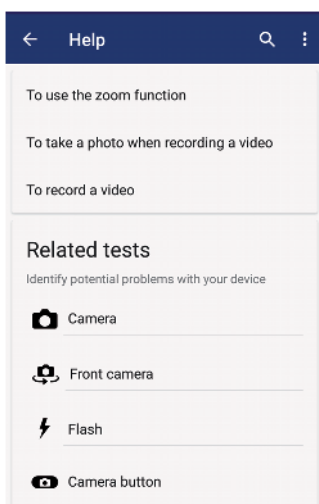 Help
To use the zoom function
To take a photo when recording a video
To record a video
Related tests
Identify potential problems with your device
Camera
Front camera
Flash
Camera button